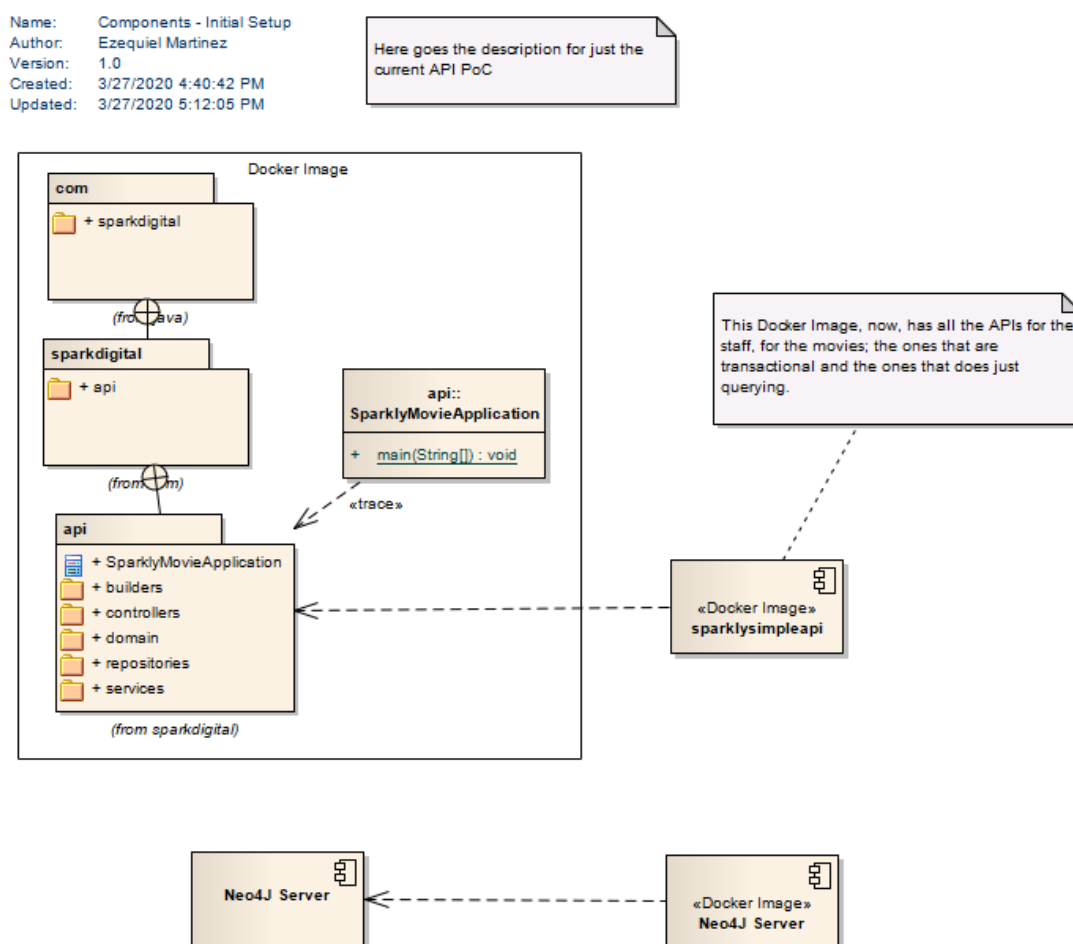 Name: Components - Initial Setup
Author: Ezequiel Martinez
Version: 1.0
Created: 3/27/2020 4:40:42 PM
Updated: 3/27/2020 5:12:05 PM
Here goes the description for just the
current API PoC
Docker Image
com
+ sparkdigital
(from java)
sparkdigital
+ api
(from com)
api::
SparklyMovieApplication
+ main(String[]) : void
«trace»
api
+ SparklyMovieApplication
+ builders
+ controllers
+ domain
+ repositories
+ services
(from sparkdigital)
This Docker Image, now, has all the APIs for the
staff, for the movies; the ones that are
transactional and the ones that does just
querying.
«Docker Image»
sparklysimpleapi
Neo4J Server
«Docker Image»
Neo4J Server